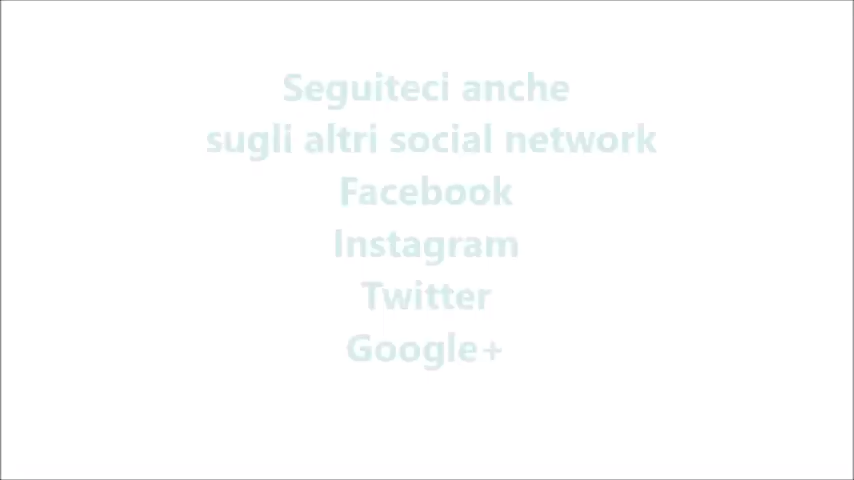 Seguiteci anche
sugli altri social network
Facebook
Instagram
Twitter
Google+